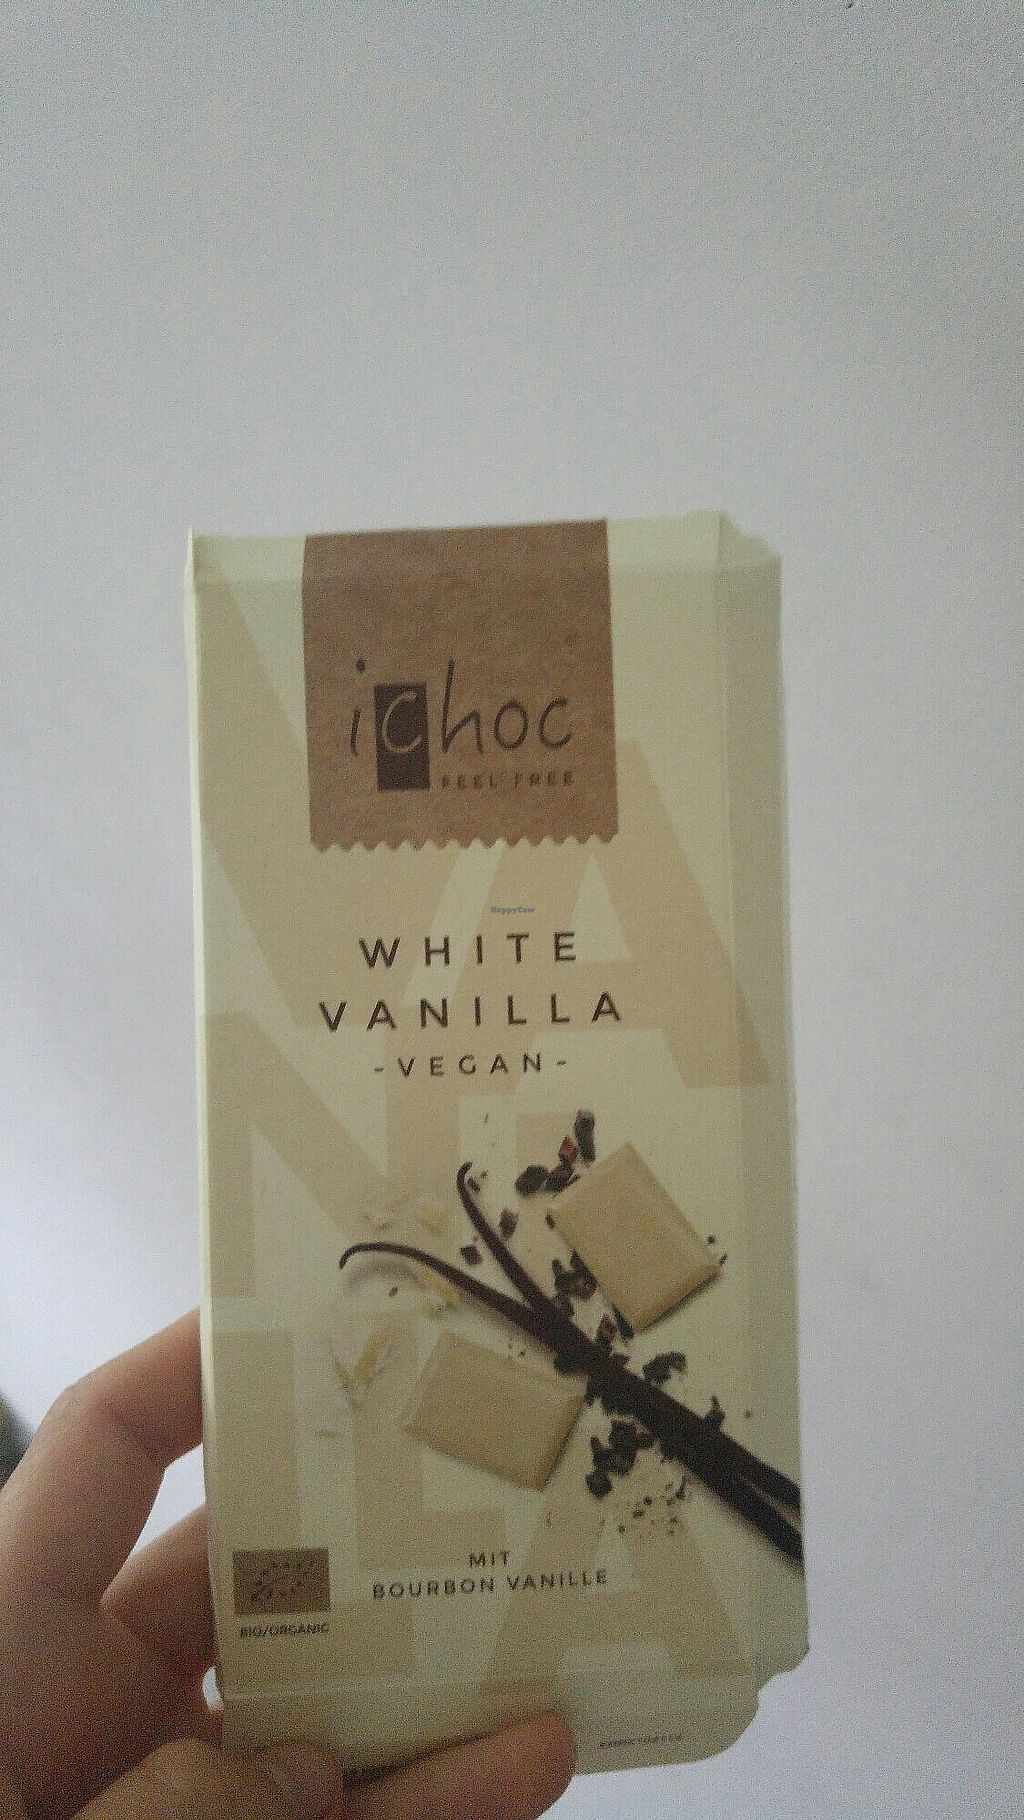 ichoc
FEEL FREE
HappyCow
WHITE
VANILLA
-VEGAN-
MIT
BOURBON VANILLE
BIO/ORGANIC